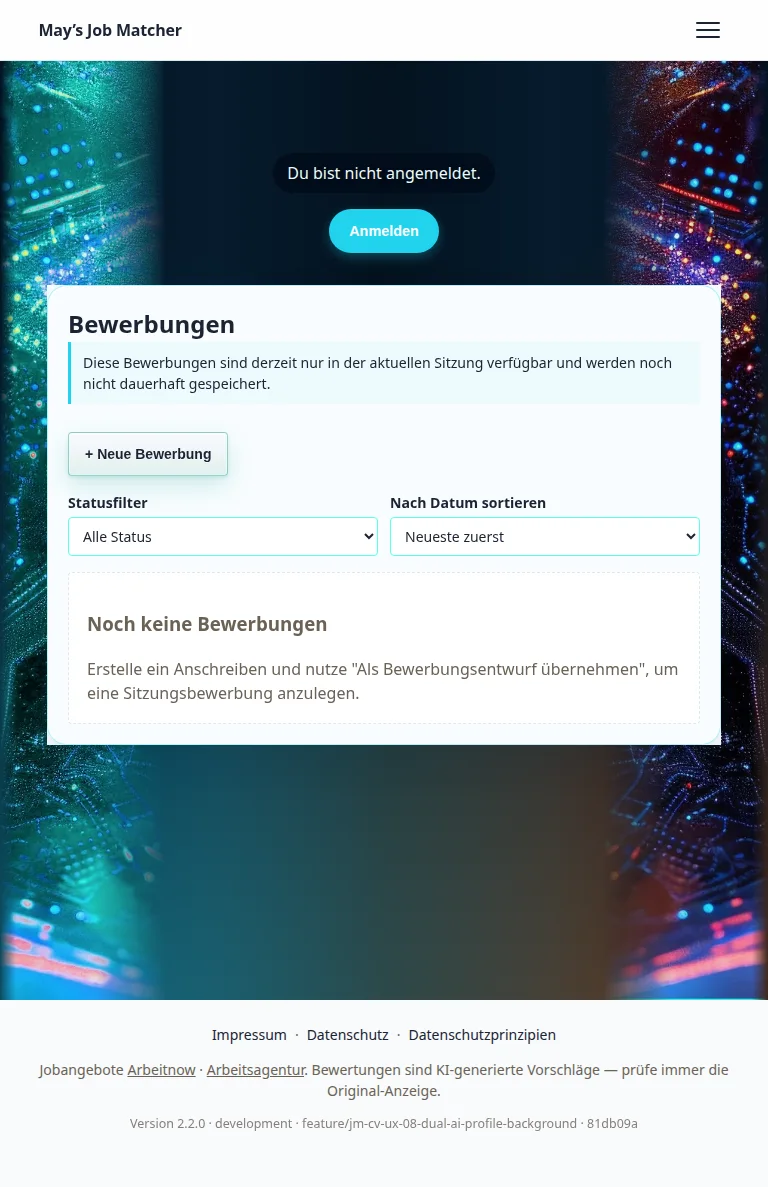 May’s Job Matcher
Du bist nicht angemeldet.
Anmelden
Bewerbungen
Diese Bewerbungen sind derzeit nur in der aktuellen Sitzung verfügbar und werden noch
nicht dauerhaft gespeichert.
+ Neue Bewerbung
Statusfilter
Nach Datum sortieren
Alle Status
Neueste zuerst
Noch keine Bewerbungen
Erstelle ein Anschreiben und nutze "Als Bewerbungsentwurf übernehmen", um
eine Sitzungsbewerbung anzulegen.
Impressum · Datenschutz · Datenschutzprinzipien
Jobangebote Arbeitnow · Arbeitsagentur. Bewertungen sind KI-generierte Vorschläge — prüfe immer die
Original-Anzeige.
Version 2.2.0 · development · feature/jm-cv-ux-08-dual-ai-profile-background · 81db09a